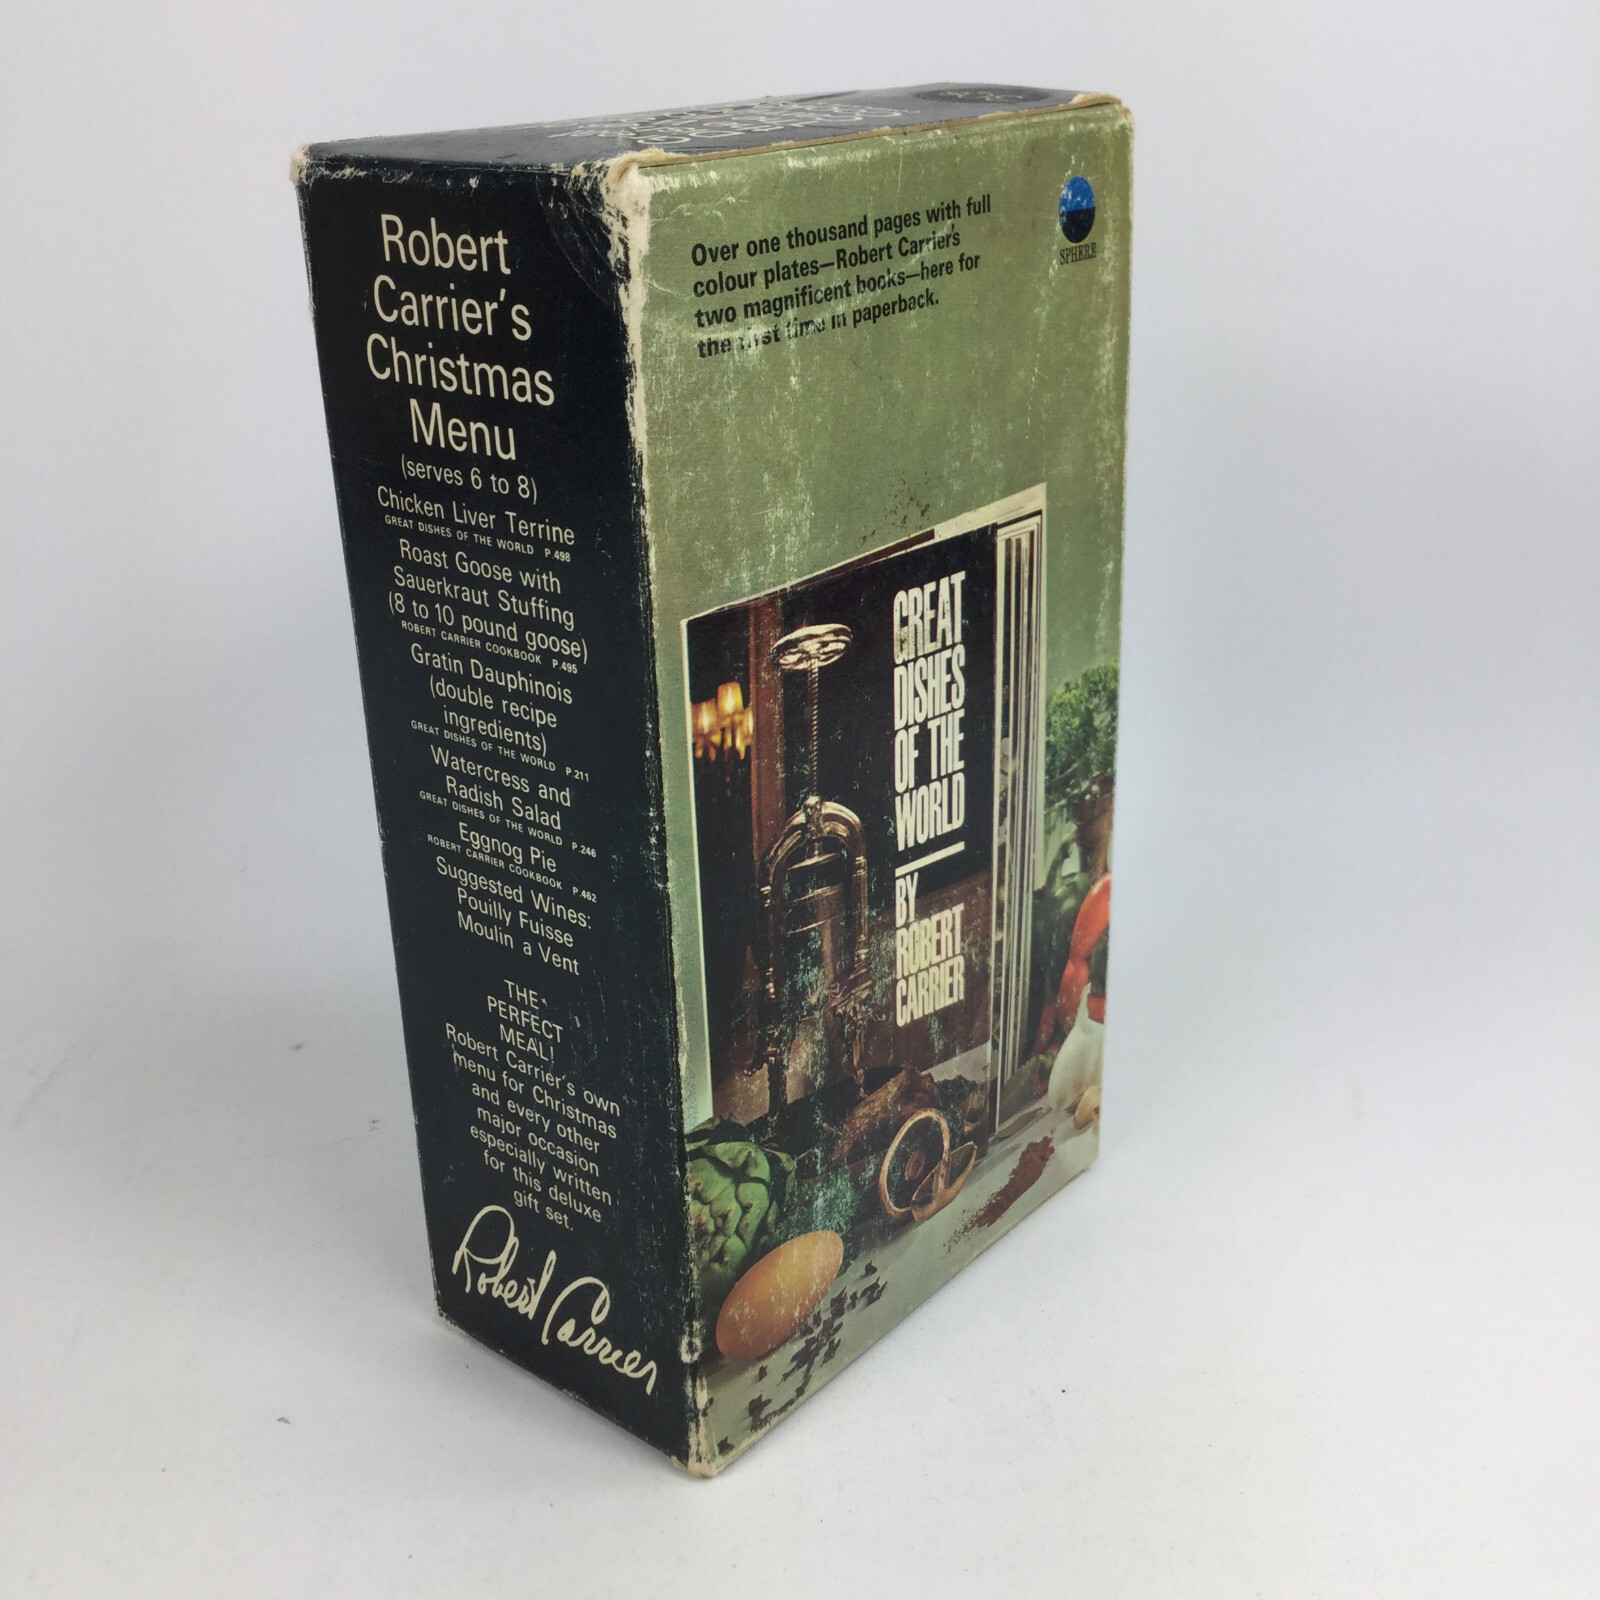 Robert
Carrier's
Christmas
Menu
(serves 6 to 8)
Chicken Liver Terrine
GREAT DISHES OF THE WORLD P.498
Roast Goose with
Sauerkraut Stuffing
(8 to 10 pound goose)
ROBERT CARRIER COOKBOOK P.495
Gratin Dauphinois
(double recipe
ingredients)
GREAT DISHES OF THE WORLD P.211
Watercress and
Radish Salad
GREAT DISHES OF THE WORLD P.246
Eggnog Pie
ROBERT CARRIER COOKBOOK P.462
Suggested Wines:
Pouilly Fuisse
Moulin a Vent
THE
PERFECT
MEAL!
Robert Carrier's own
menu for Christmas
and every other
major occasion
especially written
for this deluxe
gift set.
Robert Carrier
Over one thousand pages with full
colour plates—Robert Carrier's
two magnificent books—here for
the first time in paperback.
SPHERE
GREAT
DISHES
OF THE
WORLD
BY
ROBERT
CARRIER